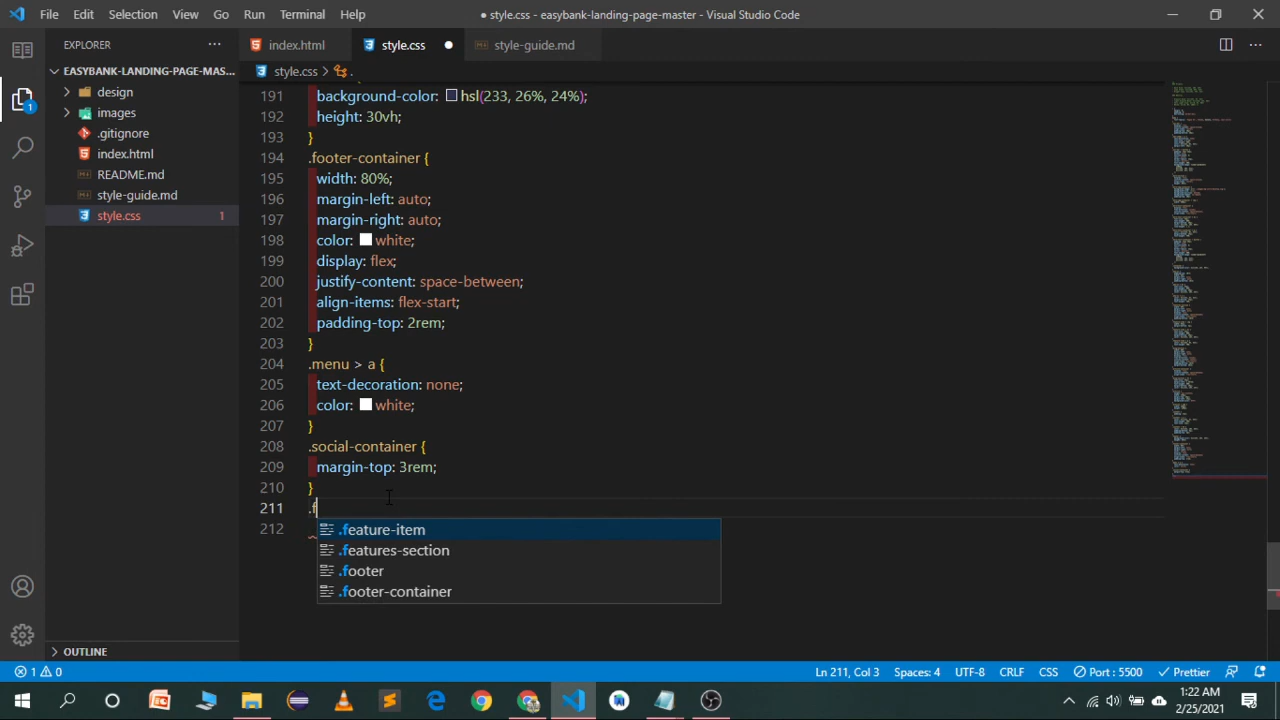 File Edit Selection View Go Run Terminal Help
● style.css - easybank-landing-page-master - Visual Studio Code
EXPLORER
index.html
style.css
style-guide.md
EASYBANK-LANDING-PAGE-MAS...
style.css > .
design
images
.gitignore
index.html
README.md
style-guide.md
style.css 1
191 background-color: hsl(233, 26%, 24%);
192 height: 30vh;
193 }
194 .footer-container {
195 width: 80%;
196 margin-left: auto;
197 margin-right: auto;
198 color: white;
199 display: flex;
200 justify-content: space-between;
201 align-items: flex-start;
202 padding-top: 2rem;
203 }
204 .menu > a {
205 text-decoration: none;
206 color: white;
207 }
208 .social-container {
209 margin-top: 3rem;
210 }
211 .f
212
.feature-item
.features-section
.footer
.footer-container
1
OUTLINE
1 0
Ln 211, Col 3 Spaces: 4 UTF-8 CRLF CSS Port : 5500 Prettier
1:22 AM
2/25/2021